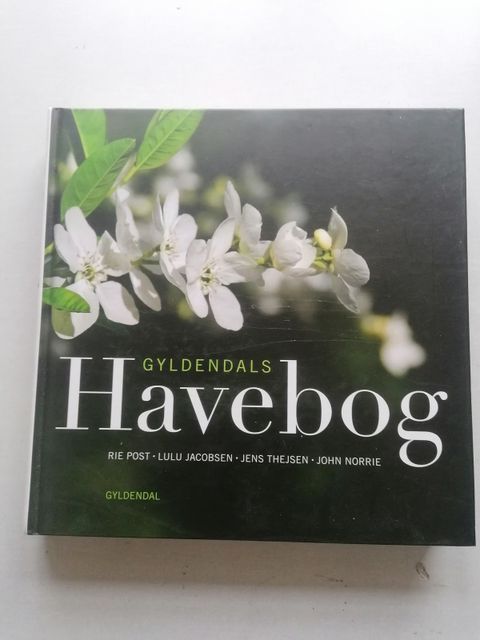 GYLDENDALS
Havebog
RIE POST · LULU JACOBSEN · JENS THEJSEN · JOHN NORRIE
GYLDENDAL